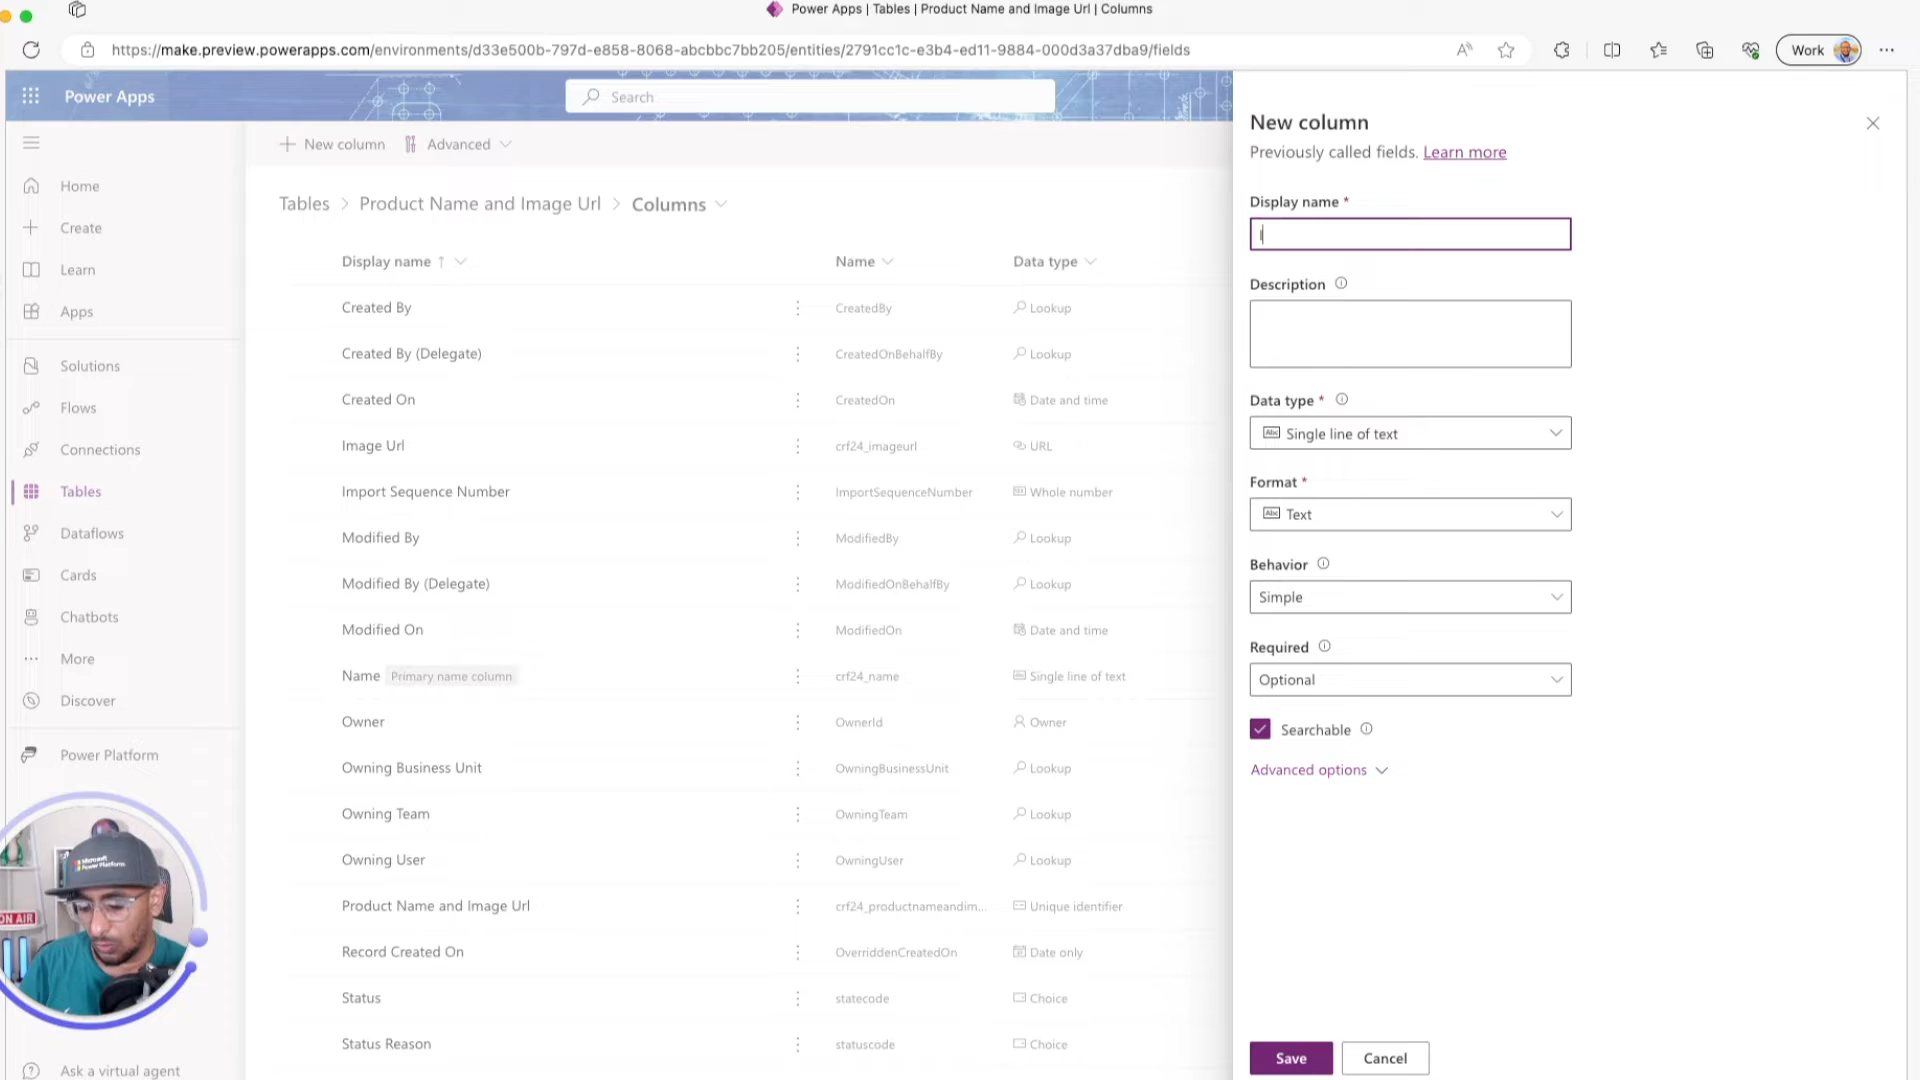 Power Apps | Tables | Product Name and Image Url | Columns
https://make.preview.powerapps.com/environments/d33e500b-797d-e858-8068-abcbbc7bb205/entities/2791cc1c-e3b4-ed11-9884-000d3a37dba9/fields
Work
Power Apps
Search
New column
Advanced
Tables > Product Name and Image Url > Columns
Home
Create
Learn
Apps
Solutions
Flows
Connections
Tables
Dataflows
Cards
Chatbots
More
Discover
Power Platform
Ask a virtual agent
Display name ↑ Name Data type
Created By CreatedBy Lookup
Created By (Delegate) CreatedOnBehalfBy Lookup
Created On CreatedOn Date and time
Image Url crf24_imageurl URL
Import Sequence Number ImportSequenceNumber Whole number
Modified By ModifiedBy Lookup
Modified By (Delegate) ModifiedOnBehalfBy Lookup
Modified On ModifiedOn Date and time
Name Primary name column crf24_name Single line of text
Owner OwnerId Owner
Owning Business Unit OwningBusinessUnit Lookup
Owning Team OwningTeam Lookup
Owning User OwningUser Lookup
Product Name and Image Url crf24_productnameandim... Unique identifier
Record Created On OverriddenCreatedOn Date only
Status statecode Choice
Status Reason statuscode Choice
New column
Previously called fields. Learn more
Display name *
Description
Data type *
Abc Single line of text
Format *
Abc Text
Behavior
Simple
Required
Optional
Searchable
Advanced options
Save Cancel
Microsoft
Power Platform
ON AIR